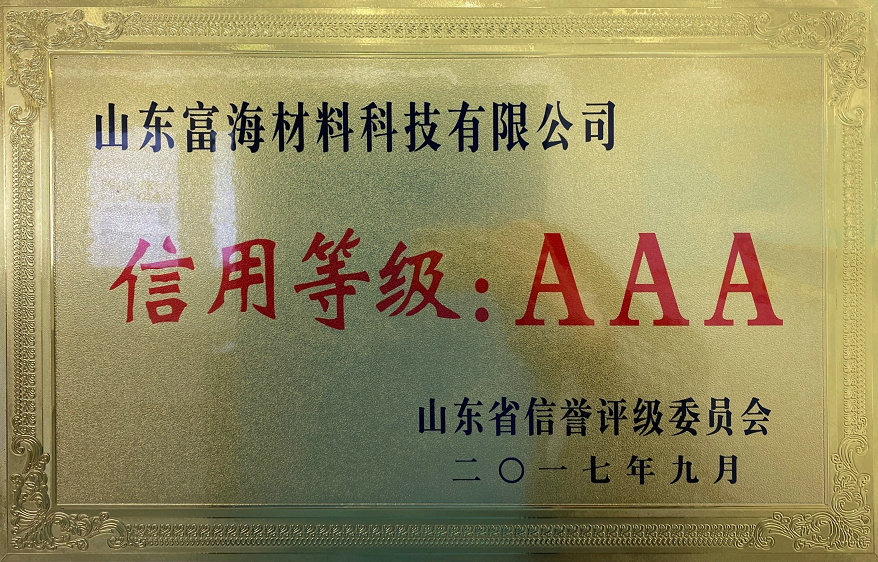 山东富海材料科技有限公司
信用等级:AAA
山东省信誉评级委员会
二〇一七年九月